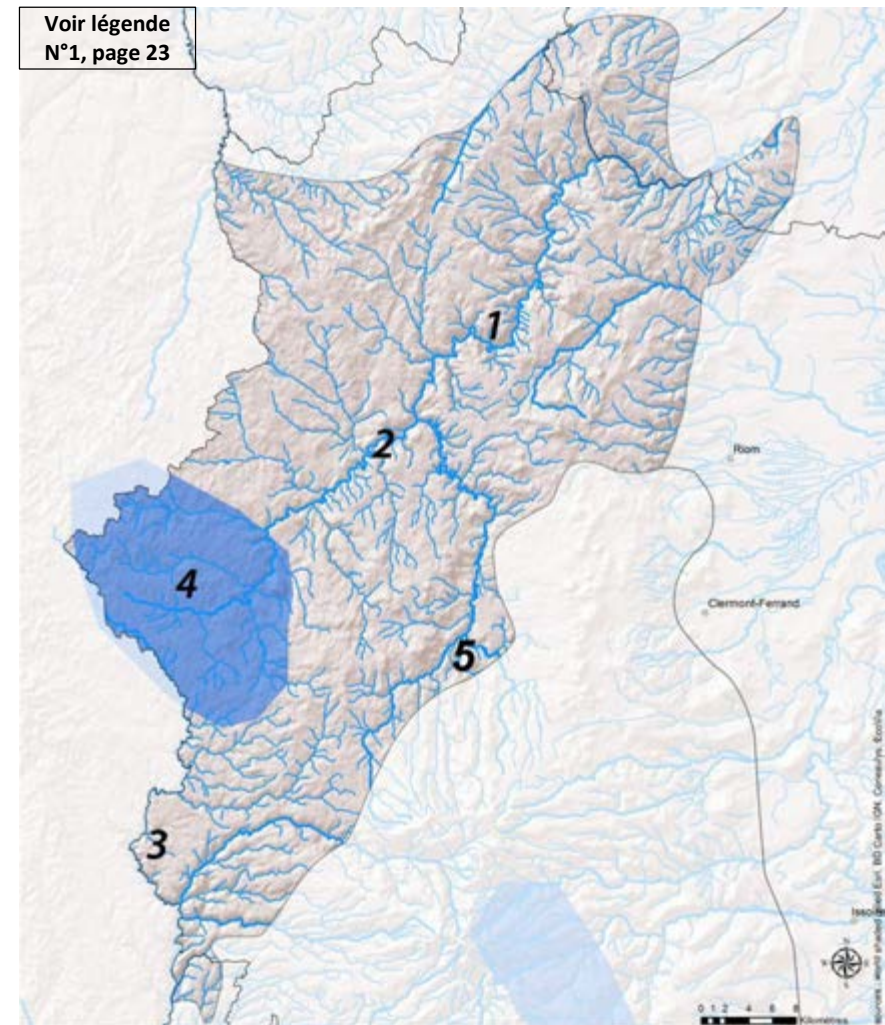 Voir légende
N°1, page 23
1
2
Riom
4
Clermont-Ferrand
5
3
Issoire
0 1 2 4 6 8
Kilomètres